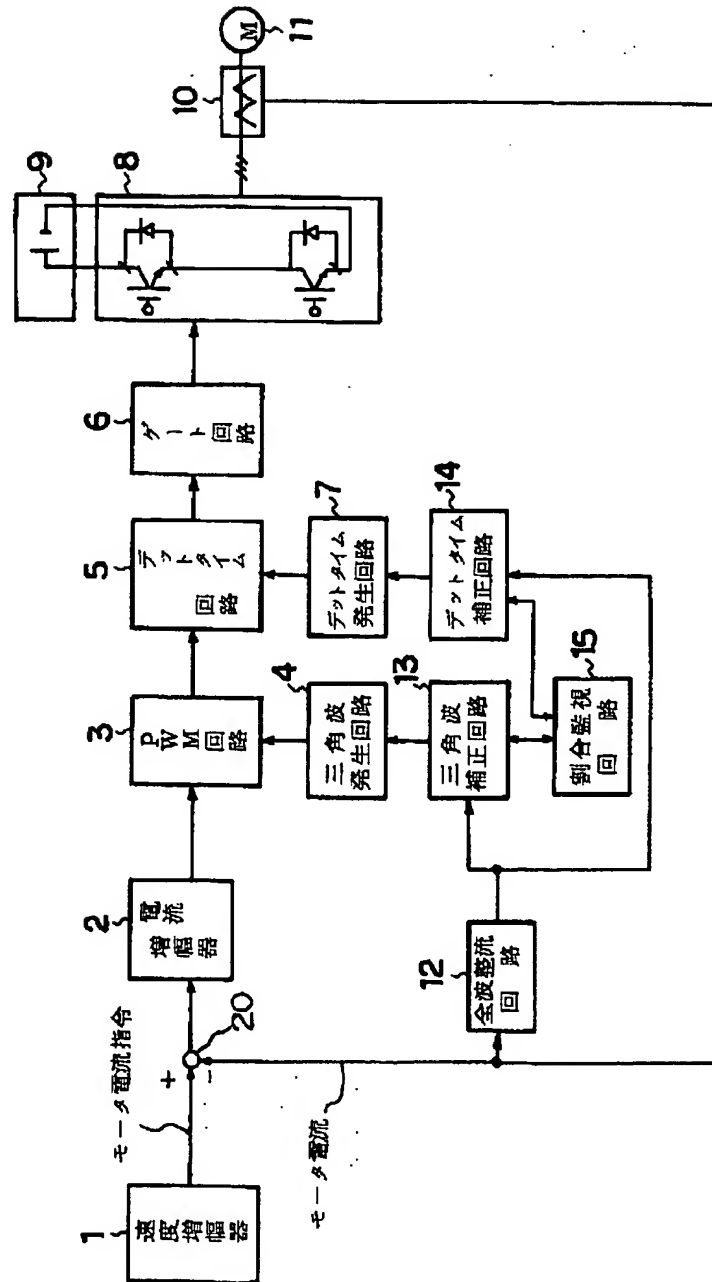 1
速度増幅器
モータ電流指令
+
-
20
モータ電流
2
電流
増幅器
3
PWM
回路
4
三角波
発生回路
5
デットタイム
回路
6
ゲート
回路
7
デットタイム
発生回路
8
9
10
11
M
12
全波整流
回路
13
三角波
補正回路
14
デットタイム
補正回路
15
割合監視
回路